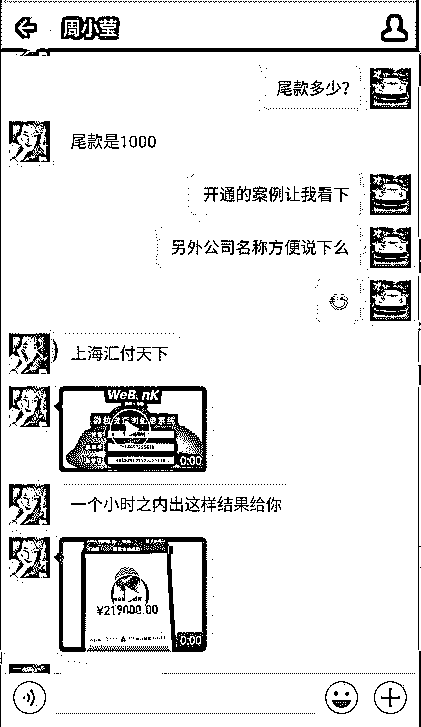 周小莹
尾款多少?
尾款是1000
开通的案例让我看下
另外公司名称方便说下么
上海汇付天下
WeB nK
0:00
一个小时之内出这样结果给你
¥219000.00
0:00